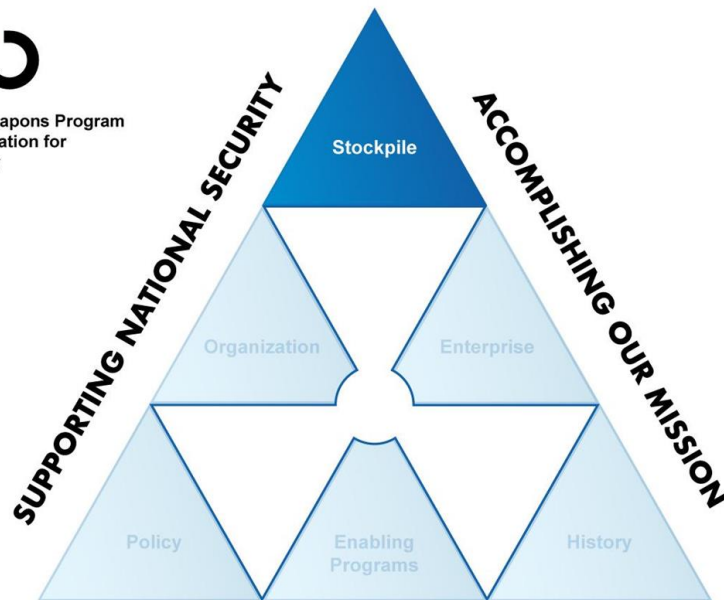 apons Program
ation for
SUPPORTING NATIONAL SECURITY
ACCOMPLISHING OUR MISSION
Stockpile
Organization
Enterprise
Policy
Enabling
Programs
History